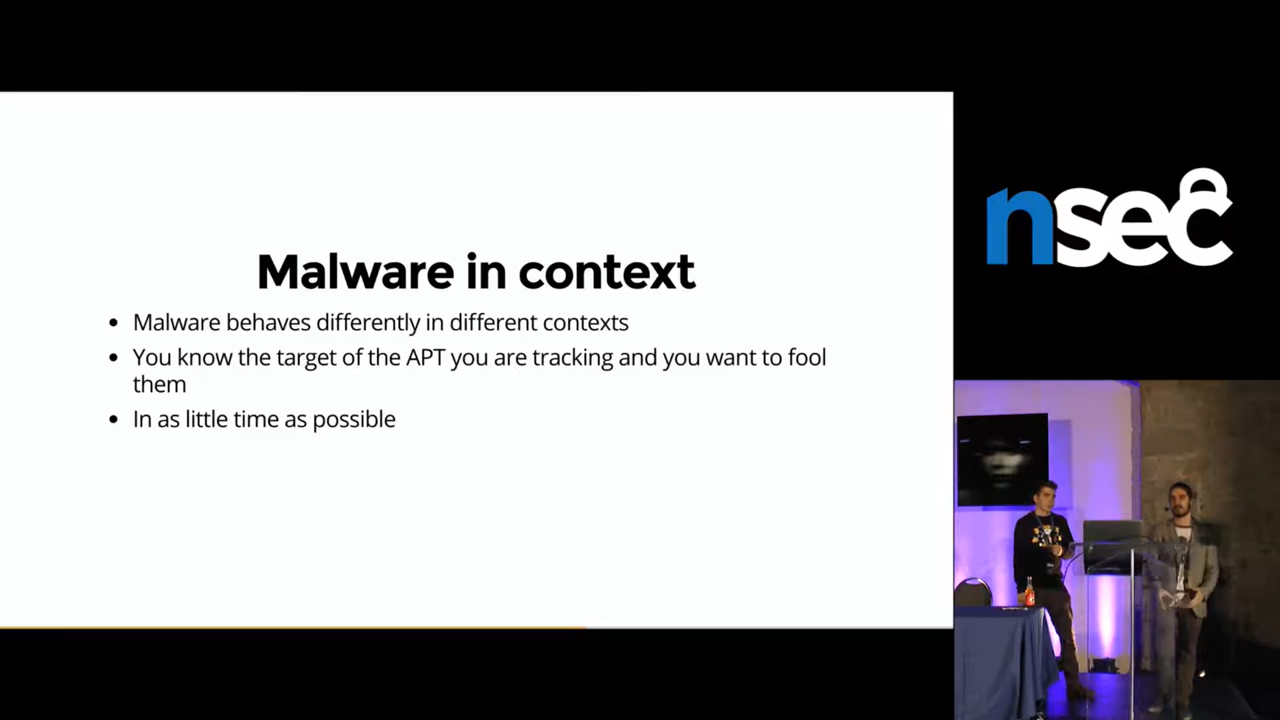 Malware in context
• Malware behaves differently in different contexts
• You know the target of the APT you are tracking and you want to fool
them
• In as little time as possible
nsec